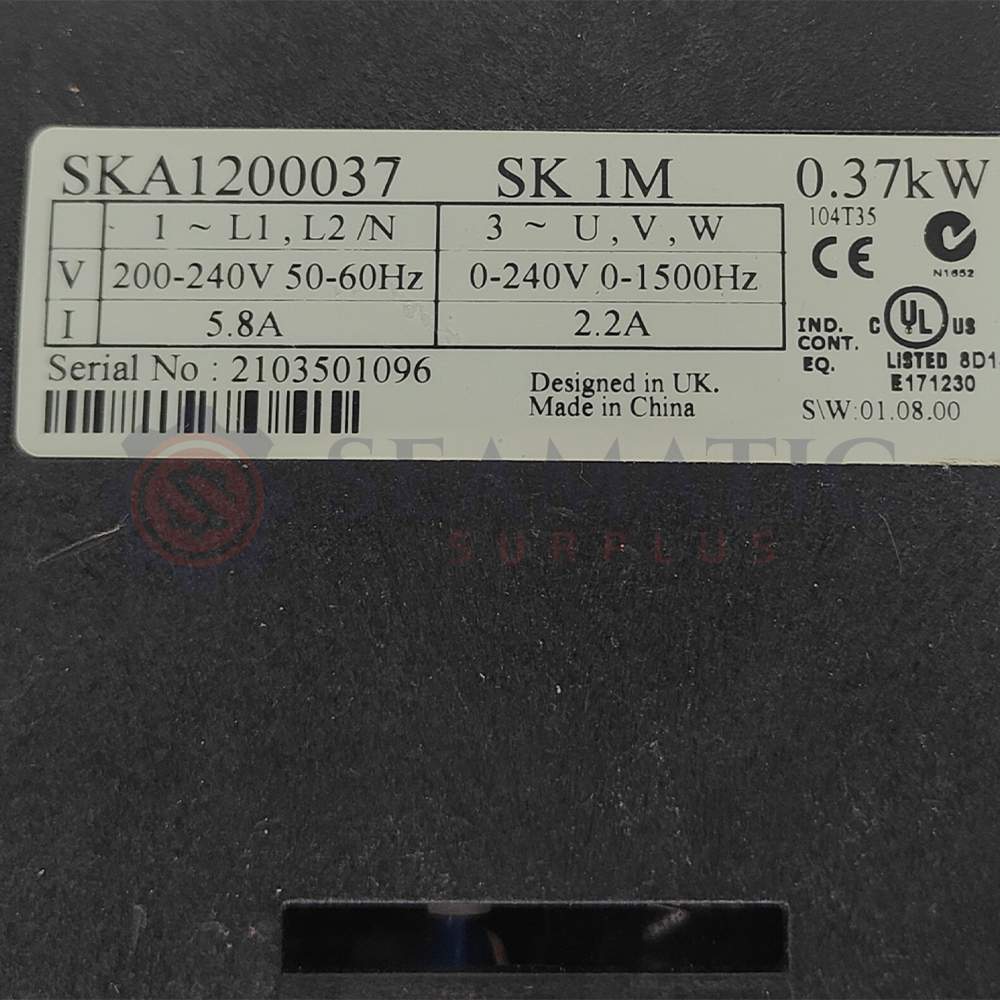 SKA1200037 SK 1M 0.37kW
1 ~ L1 , L2 /N 3 ~ U , V , W
V 200-240V 50-60Hz 0-240V 0-1500Hz
I 5.8A 2.2A
104T35
CE
N1652
Serial No : 2103501096
Designed in UK.
Made in China
IND.
CONT.
EQ.
C UL US
LISTED
E171230
S\W:01.08.00
SEAMATIC
SURPLUS